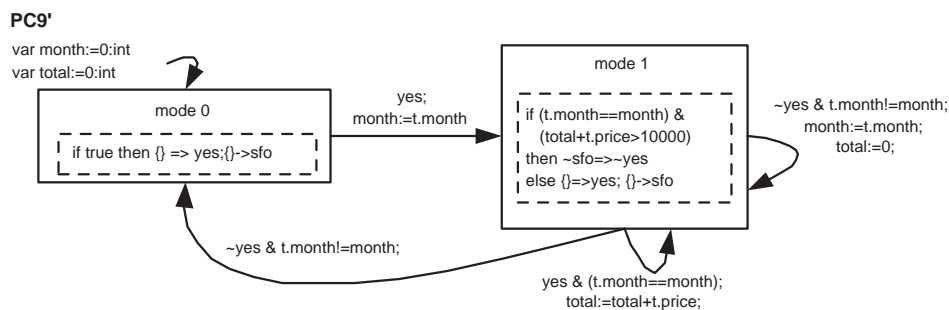 PC9'
var month:=0:int
var total:=0:int
mode 0
if true then {} => yes;{}->sfo
yes;
month:=t.month
mode 1
if (t.month==month) &
(total+t.price>10000)
then ~sfo=>~yes
else {}=>yes; {}->sfo
~yes & t.month!=month;
month:=t.month;
total:=0;
~yes & t.month!=month;
yes & (t.month==month);
total:=total+t.price;